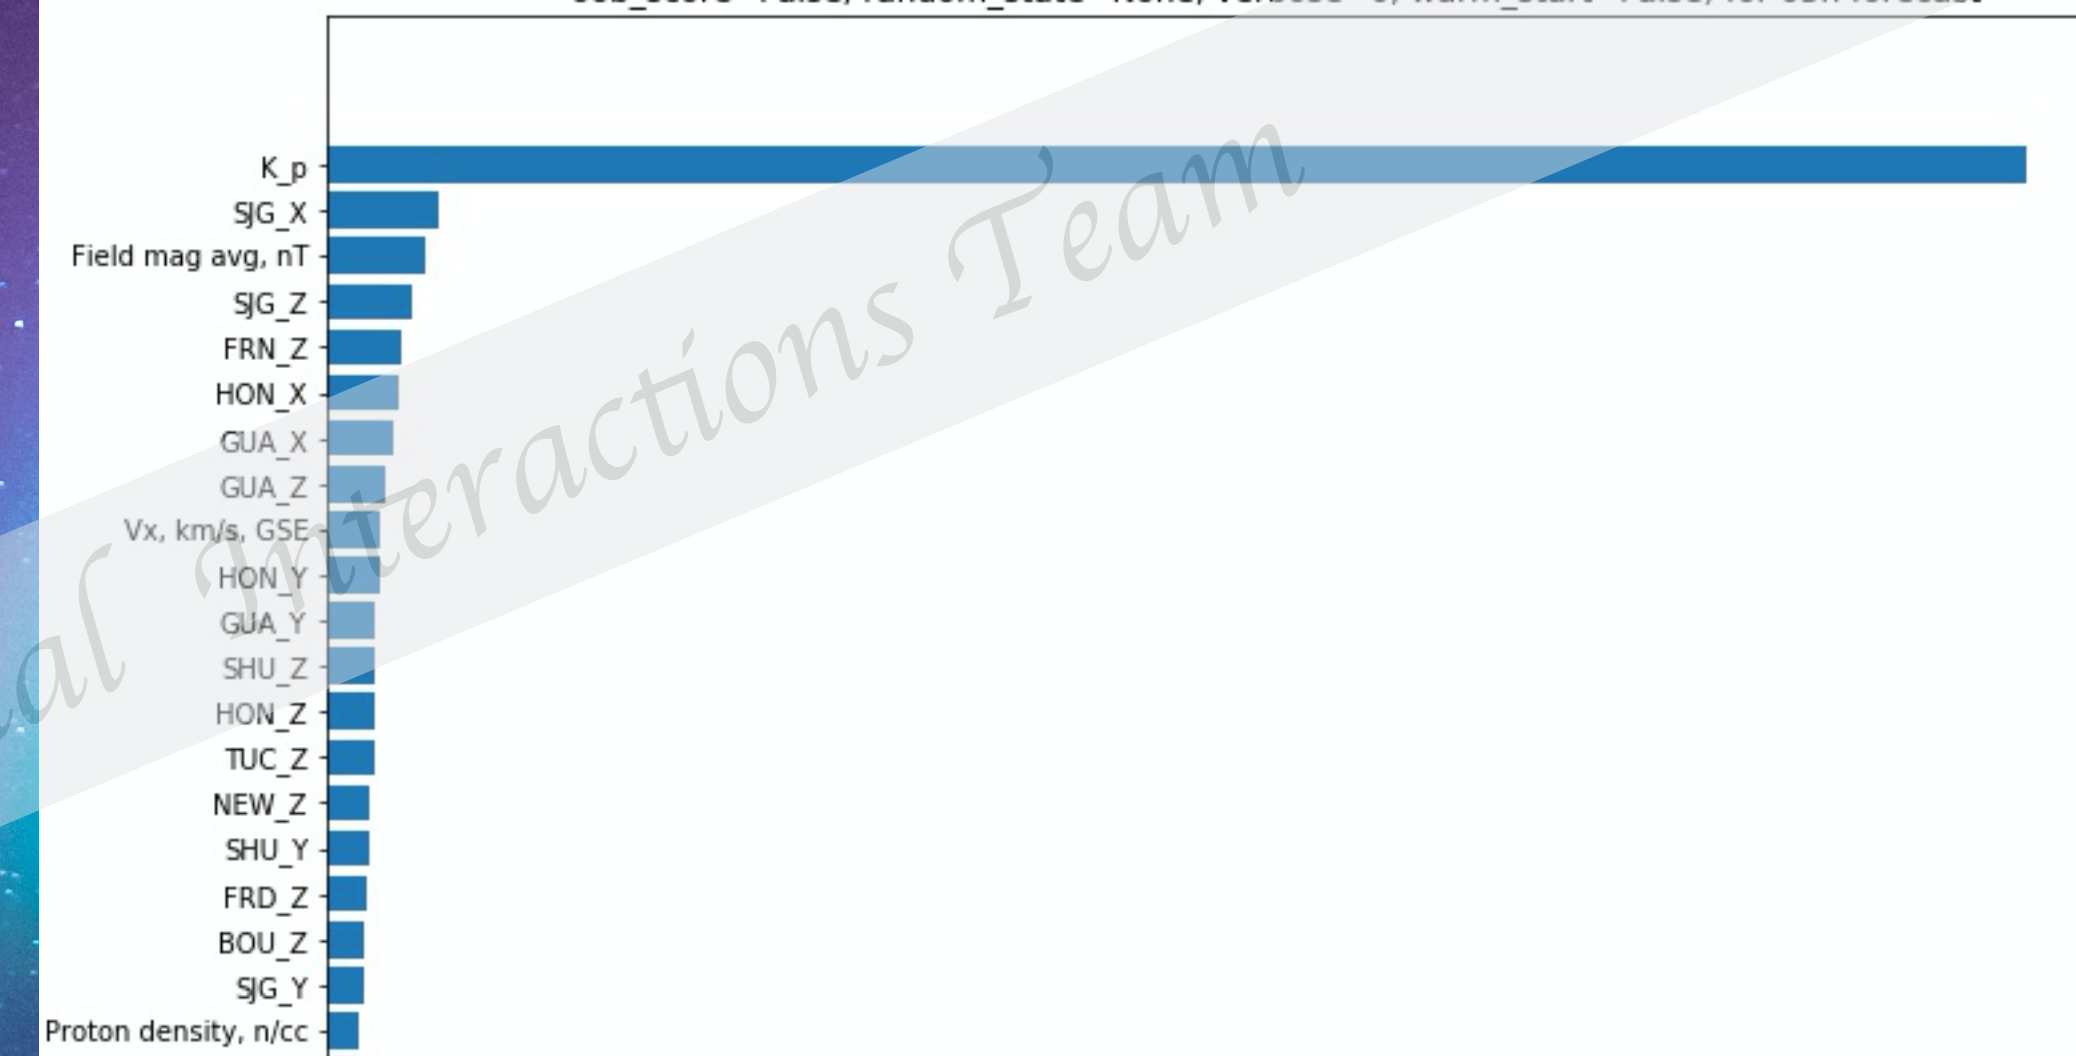 K_p
SJG_X
Field mag avg, nT
SJG_Z
FRN_Z
HON_X
GUA_X
GUA_Z
Vx, km/s, GSE
HON_Y
GUA_Y
SHU_Z
HON_Z
TUC_Z
NEW_Z
SHU_Y
FRD_Z
BOU_Z
SJG_Y
Proton density, n/cc
Interactions Team